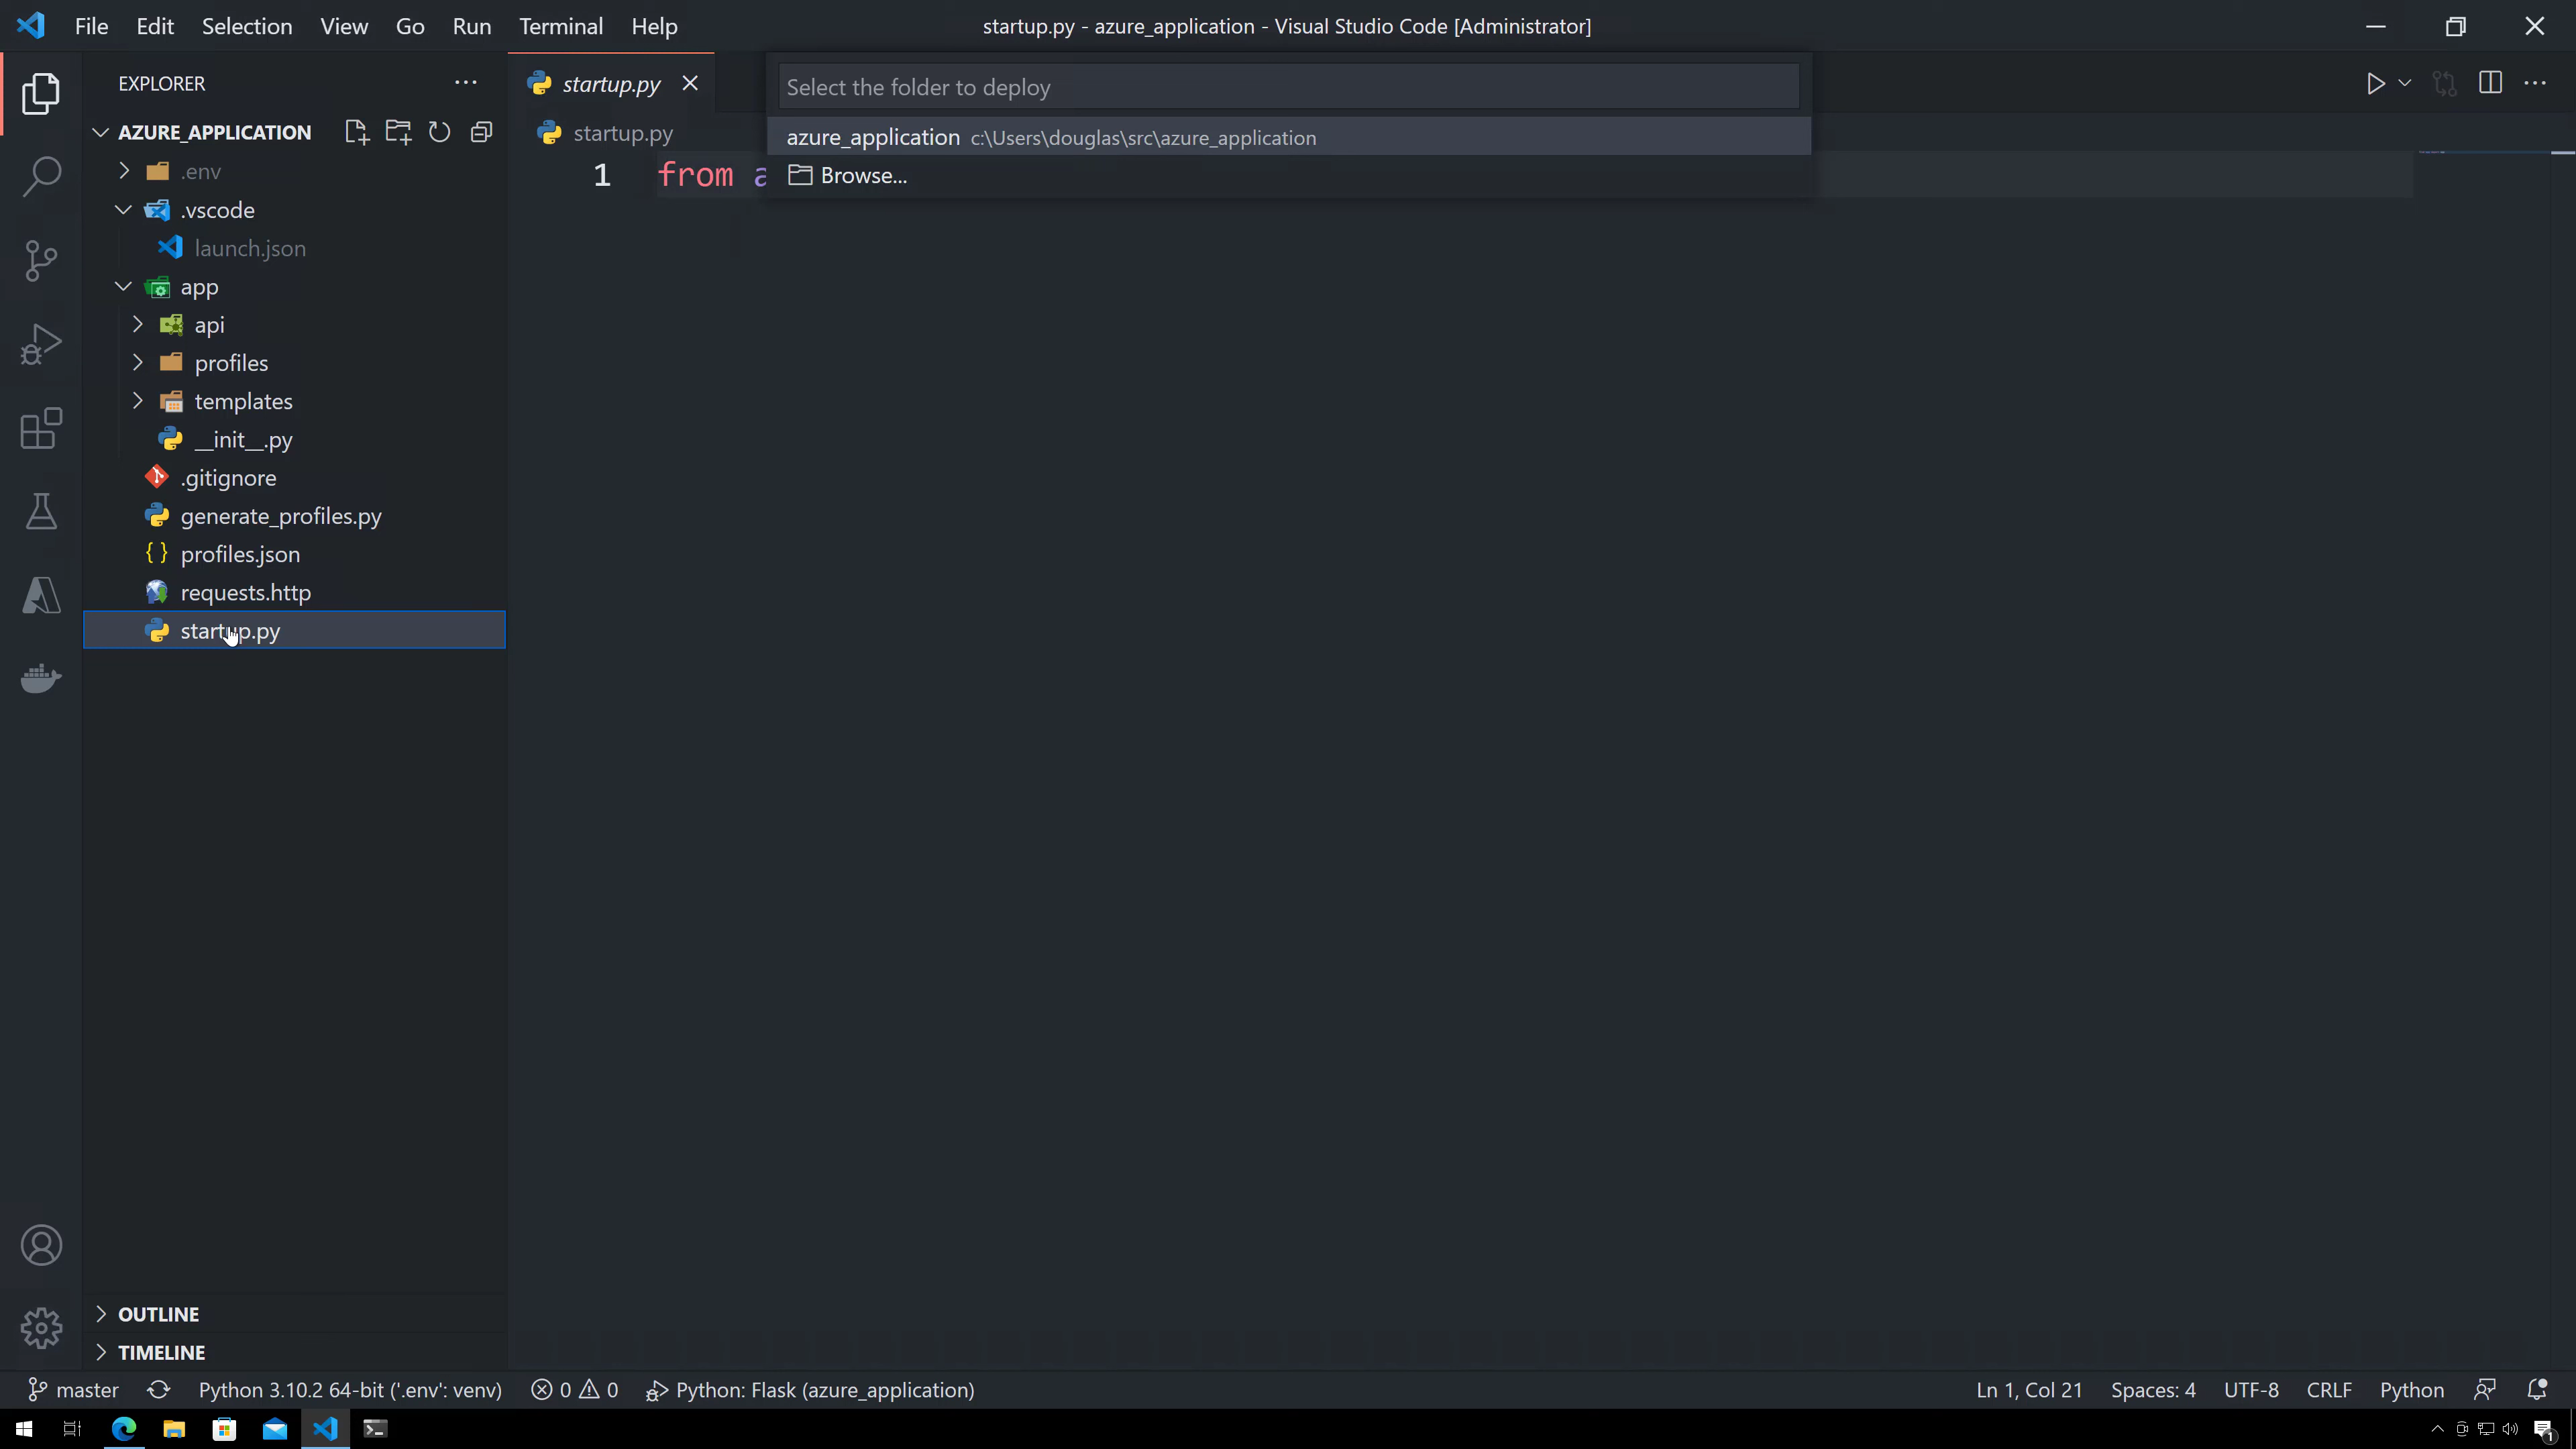 File Edit Selection View Go Run Terminal Help
startup.py - azure_application - Visual Studio Code [Administrator]
EXPLORER
AZURE_APPLICATION
.env
.vscode
launch.json
app
api
profiles
templates
__init__.py
.gitignore
generate_profiles.py
profiles.json
requests.http
startup.py
OUTLINE
TIMELINE
startup.py
startup.py
1 from a
Select the folder to deploy
azure_application c:\Users\douglas\src\azure_application
Browse...
master Python 3.10.2 64-bit ('.env': venv) 0 0 Python: Flask (azure_application) Ln 1, Col 21 Spaces: 4 UTF-8 CRLF Python
1